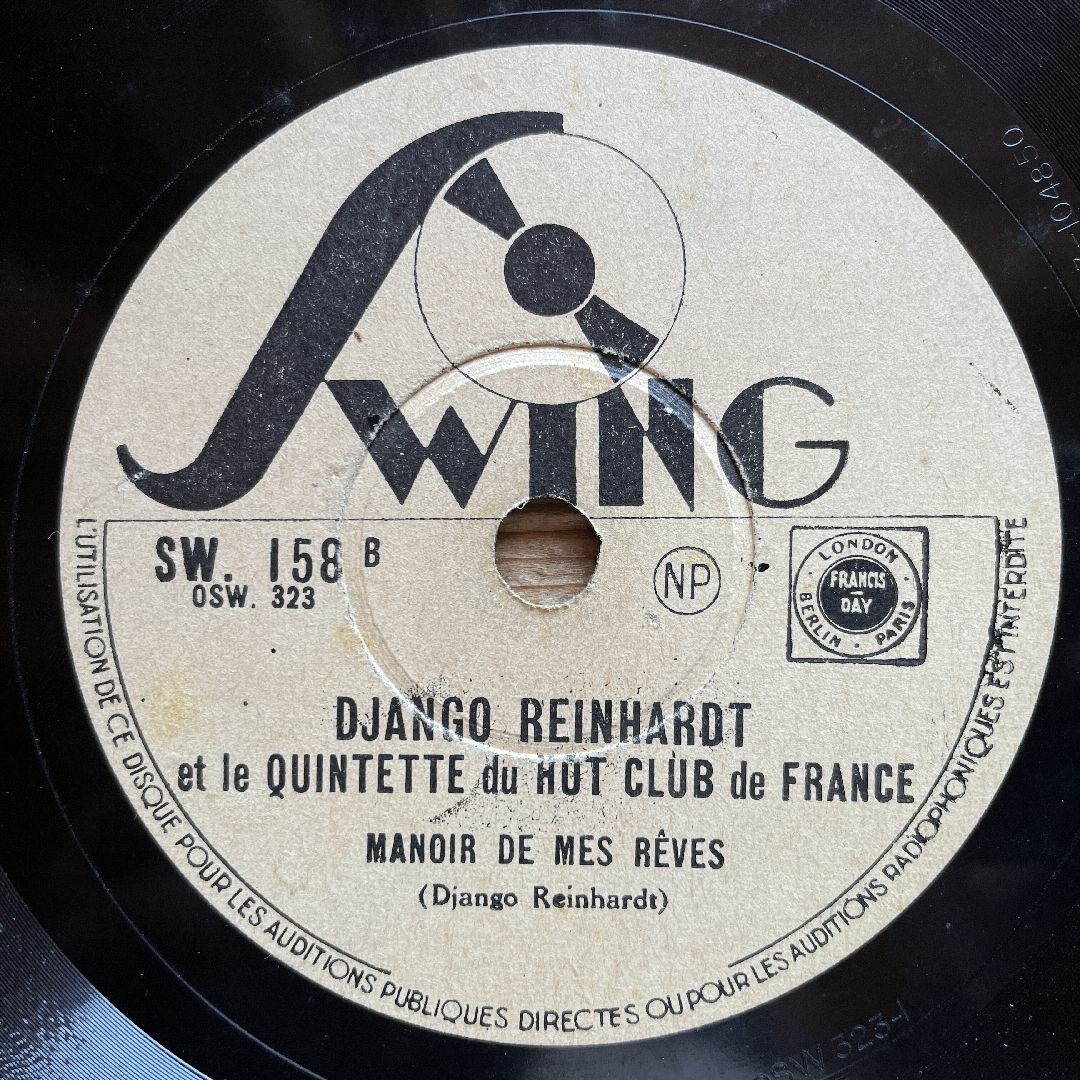 SWING
SW. 158 B
OSW. 323
NP
LONDON
FRANCIS-DAY
BERLIN · PARIS
DJANGO REINHARDT
et le QUINTETTE du HOT CLUB de FRANCE
MANOIR DE MES RÊVES
(Django Reinhardt)
L'UTILISATION DE CE DISQUE POUR LES AUDITIONS PUBLIQUES DIRECTES OU POUR LES AUDITIONS RADIOPHONIQUES EST INTERDITE
-104850
OSW 323-1